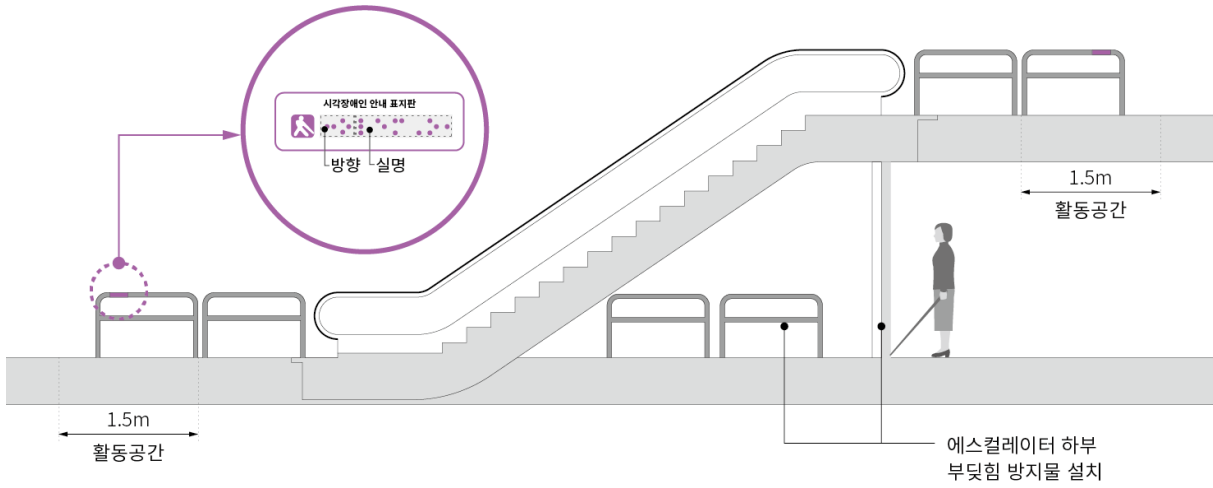 시각장애인 안내 표지판
방향
실명
1.5m
활동공간
1.5m
활동공간
에스컬레이터 하부
부딪힘 방지물 설치